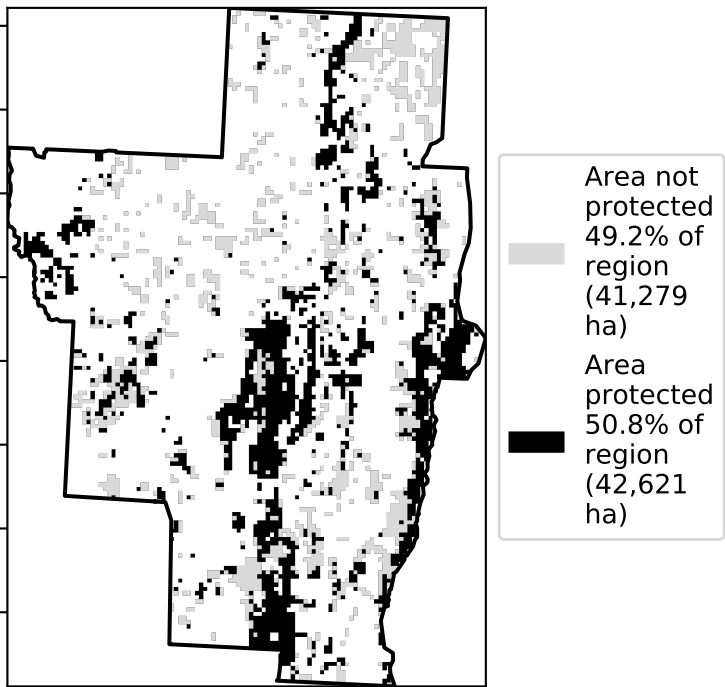 Area not
protected
49.2% of
region
(41,279
ha)
Area
protected
50.8% of
region
(42,621
ha)